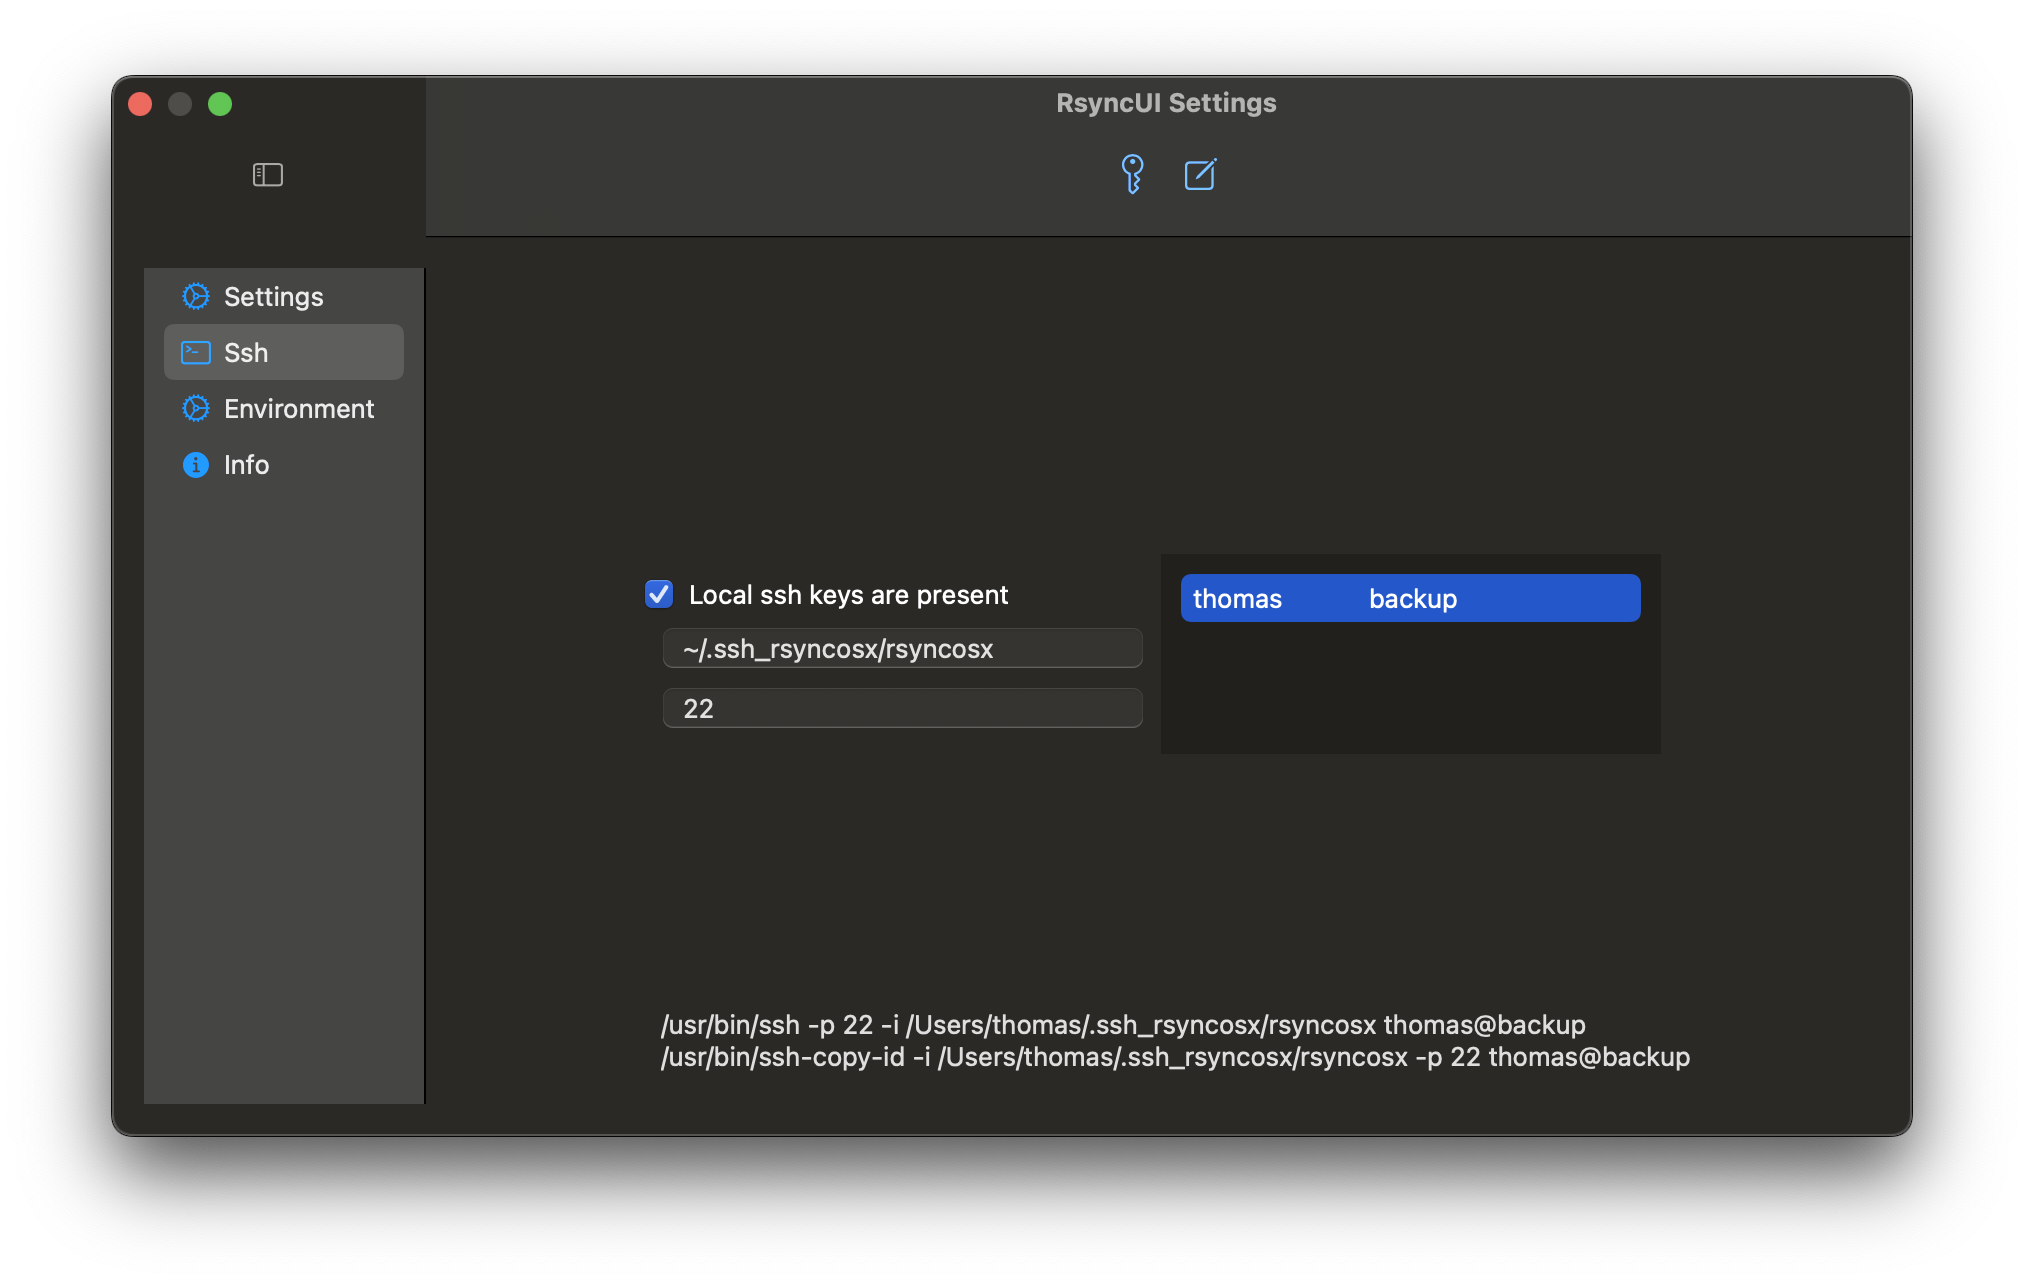 RsyncUI Settings
Settings
Ssh
Environment
Info
Local ssh keys are present
~/.ssh_rsyncosx/rsyncosx
22
thomas backup
/usr/bin/ssh -p 22 -i /Users/thomas/.ssh_rsyncosx/rsyncosx thomas@backup
/usr/bin/ssh-copy-id -i /Users/thomas/.ssh_rsyncosx/rsyncosx -p 22 thomas@backup